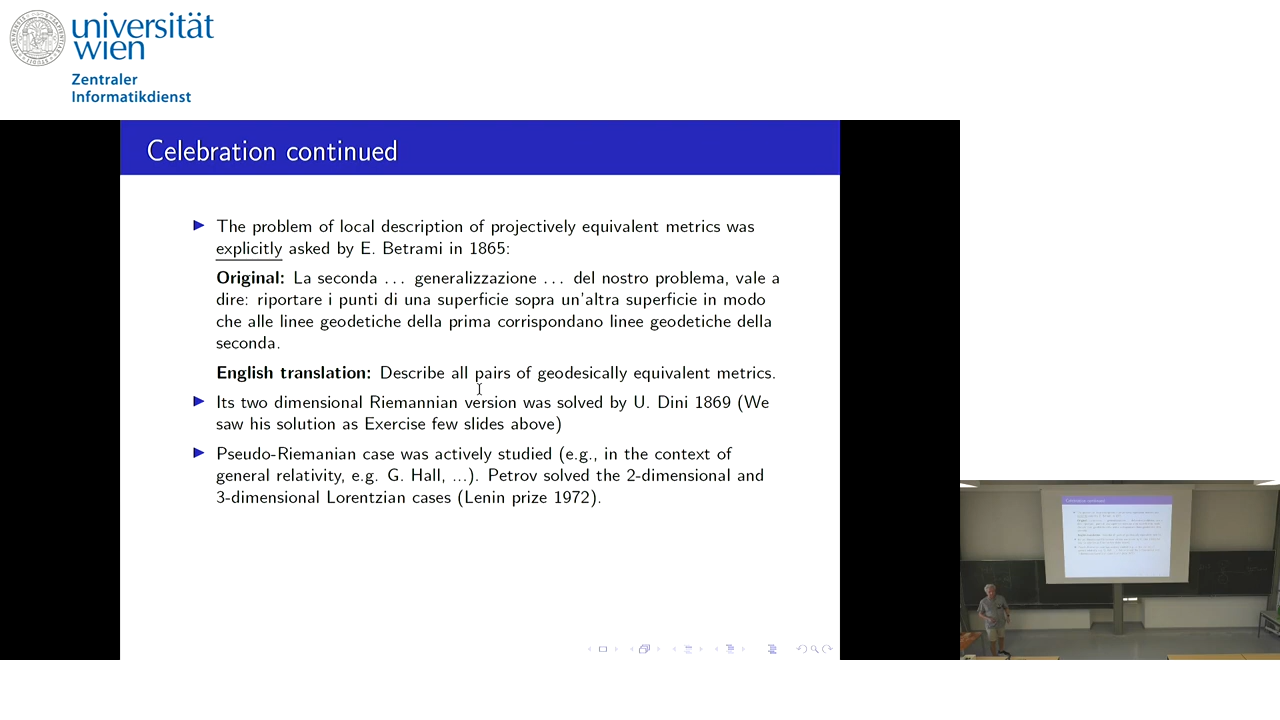 universität
wien
Zentraler
Informatikdienst
Celebration continued
The problem of local description of projectively equivalent metrics was
explicitly asked by E. Betrami in 1865:
Original: La seconda ... generalizzazione ... del nostro problema, vale a
dire: riportare i punti di una superficie sopra un'altra superficie in modo
che alle linee geodetiche della prima corrispondano linee geodetiche della
seconda.
English translation: Describe all pairs of geodesically equivalent metrics.
Its two dimensional Riemannian version was solved by U. Dini 1869 (We
saw his solution as Exercise few slides above)
Pseudo-Riemanian case was actively studied (e.g., in the context of
general relativity, e.g. G. Hall, ...). Petrov solved the 2-dimensional and
3-dimensional Lorentzian cases (Lenin prize 1972).
Celebration continued